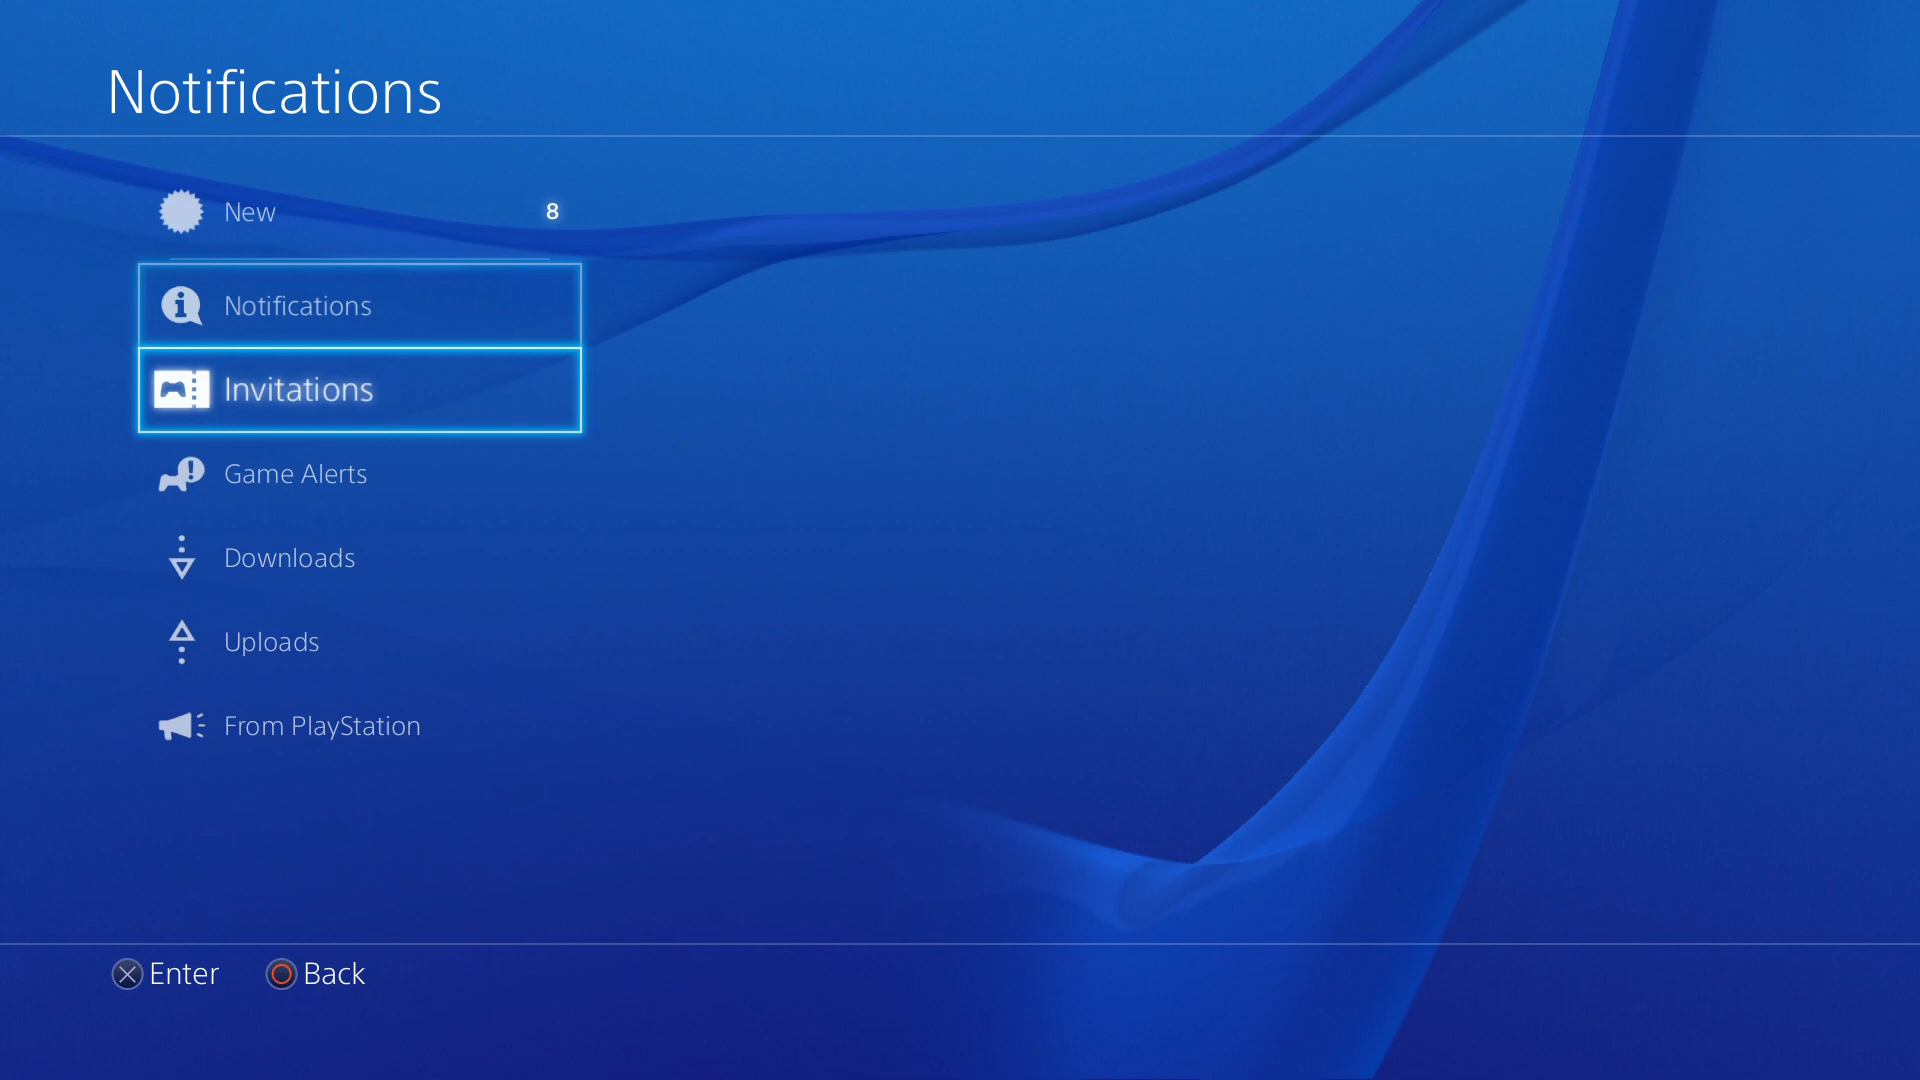 Notifications
New 8
Notifications
Invitations
Game Alerts
Downloads
Uploads
From PlayStation
Enter Back